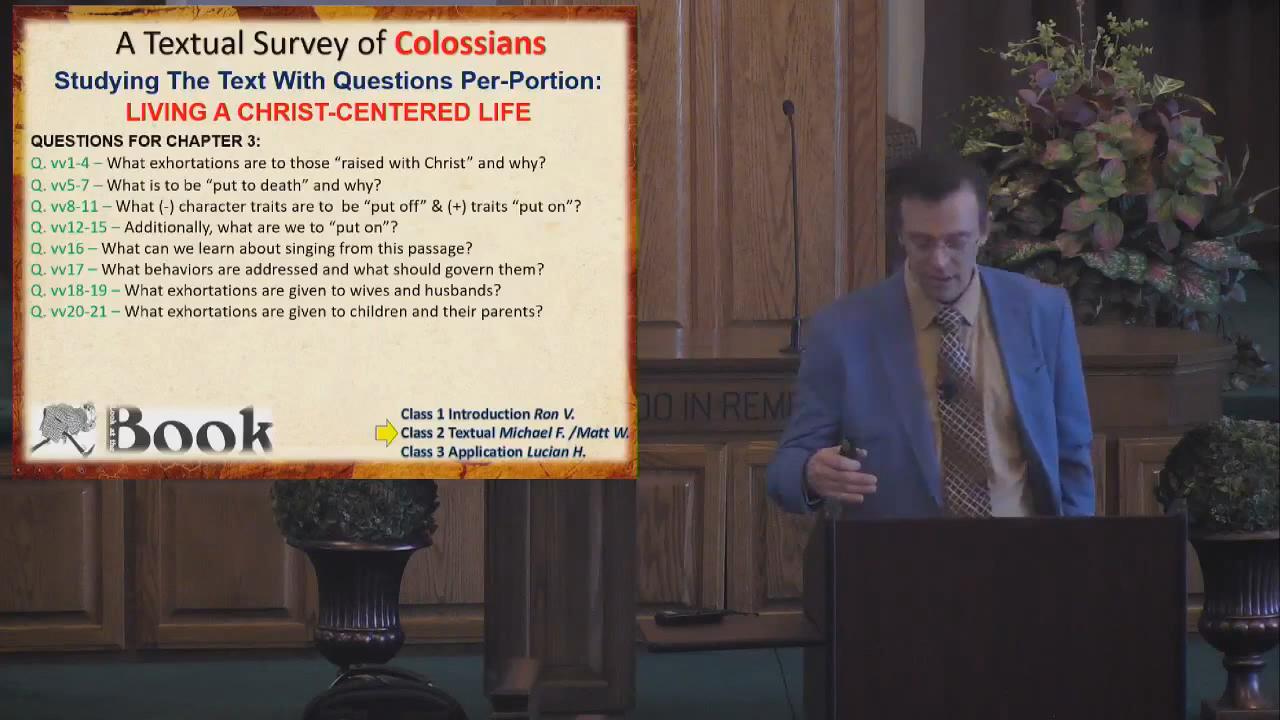 A Textual Survey of Colossians
Studying The Text With Questions Per-Portion:
LIVING A CHRIST-CENTERED LIFE
QUESTIONS FOR CHAPTER 3:
Q. vv1-4 – What exhortations are to those “raised with Christ” and why?
Q. vv5-7 – What is to be “put to death” and why?
Q. vv8-11 – What (-) character traits are to be “put off” & (+) traits “put on”?
Q. vv12-15 – Additionally, what are we to “put on”?
Q. vv16 – What can we learn about singing from this passage?
Q. vv17 – What behaviors are addressed and what should govern them?
Q. vv18-19 – What exhortations are given to wives and husbands?
Q. vv20-21 – What exhortations are given to children and their parents?
Book
Class 1 Introduction Ron V.
Class 2 Textual Michael F. /Matt W.
Class 3 Application Lucian H.
DO IN REM